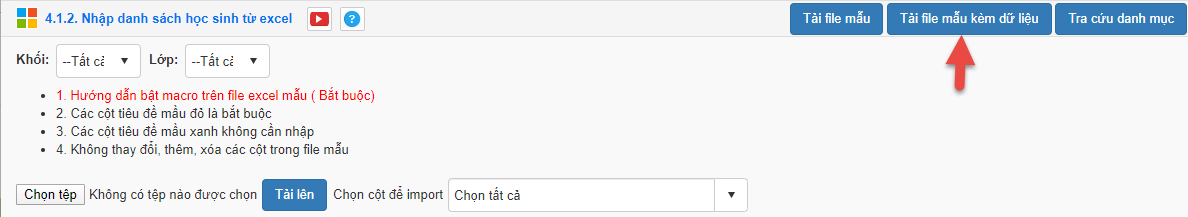 4.1.2. Nhập danh sách học sinh từ excel ? Tải file mẫu Tải file mẫu kèm dữ liệu Tra cứu danh mục
Khối: --Tất cả Lớp: --Tất cả
1. Hướng dẫn bật macro trên file excel mẫu ( Bắt buộc)
2. Các cột tiêu đề mầu đỏ là bắt buộc
3. Các cột tiêu đề mầu xanh không cần nhập
4. Không thay đổi, thêm, xóa các cột trong file mẫu
Chọn tệp Không có tệp nào được chọn Tải lên Chọn cột để import Chọn tất cả